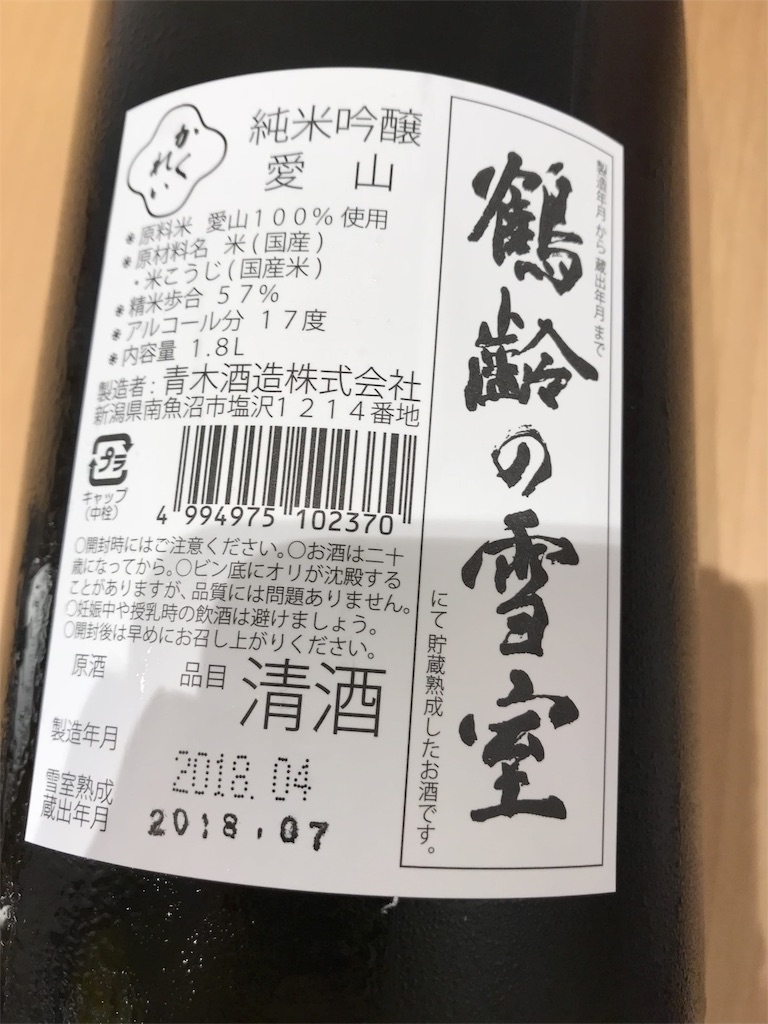 かくれい
純米吟醸
愛山
※原料米 愛山100%使用
※原材料名 米(国産)
・米こうじ(国産米)
※精米歩合 57%
※アルコール分 17度
※内容量 1.8L
製造者:青木酒造株式会社
新潟県南魚沼市塩沢1214番地
プラ
キャップ
(中栓)
4 994975 102370
○開封時にはご注意ください。○お酒は二十
歳になってから。○ビン底にオリが沈殿する
ことがありますが、品質には問題ありません。
○妊娠中や授乳時の飲酒は避けましょう。
○開封後は早めにお召し上がりください。
原酒 品目 清酒
製造年月 2018.04
雪室熟成
蔵出年月 2018.07
製造年月から蔵出年月まで
鶴齢の雪室
にて貯蔵熟成したお酒です。